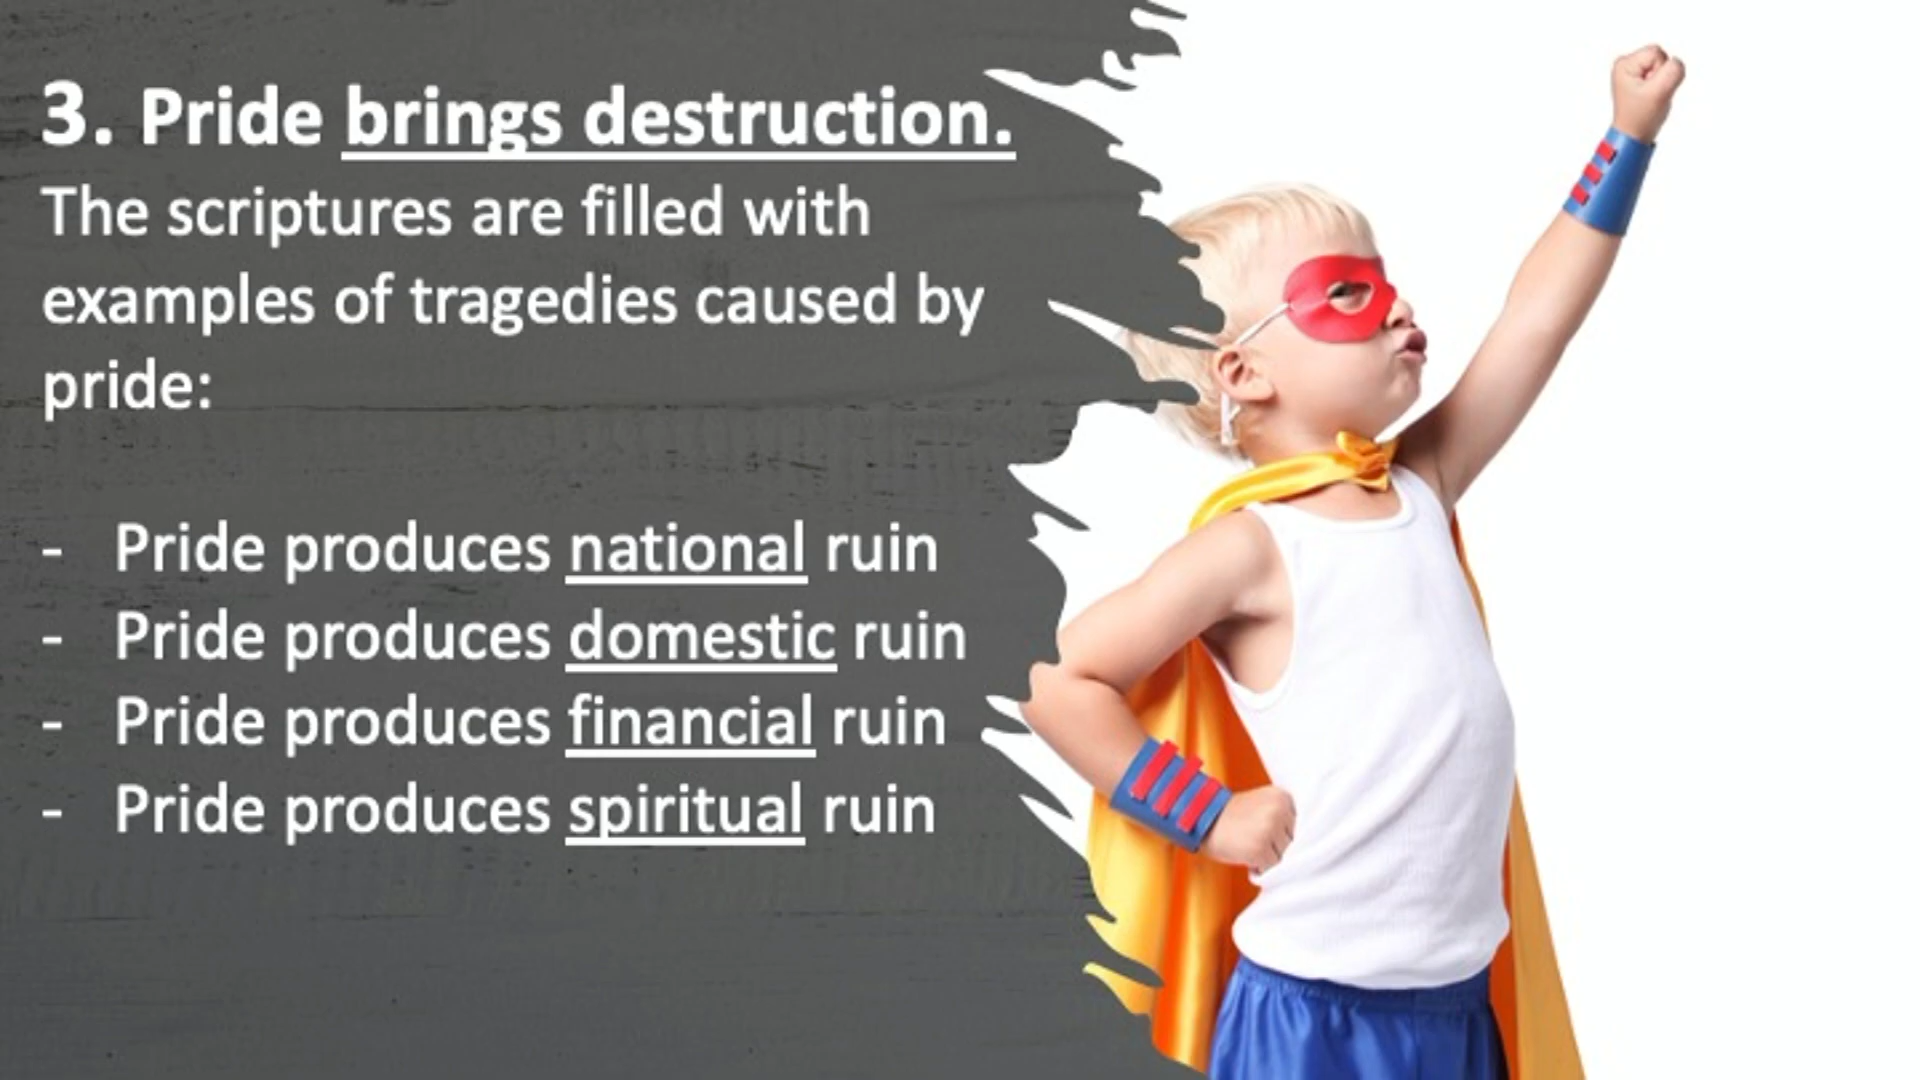 3. Pride brings destruction.
The scriptures are filled with
examples of tragedies caused by
pride:
- Pride produces national ruin
- Pride produces domestic ruin
- Pride produces financial ruin
- Pride produces spiritual ruin